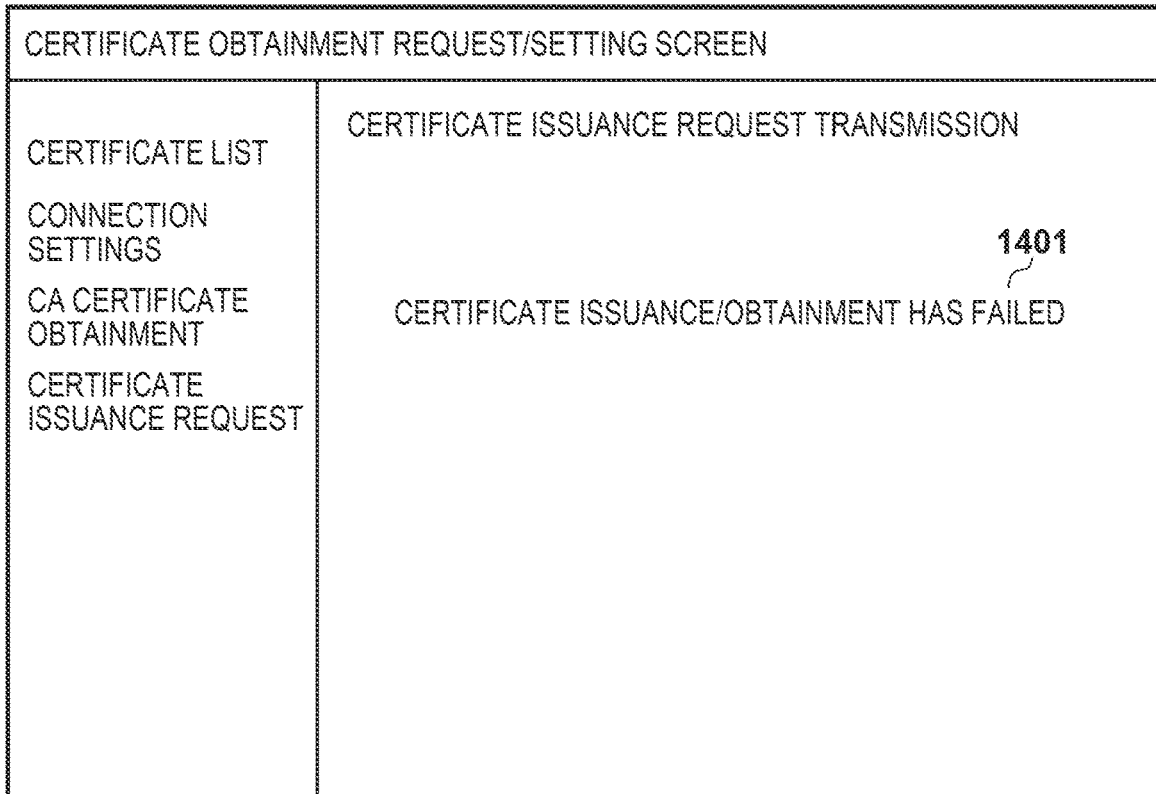 CERTIFICATE OBTAINMENT REQUEST/SETTING SCREEN
CERTIFICATE LIST
CONNECTION
SETTINGS
CA CERTIFICATE
OBTAINMENT
CERTIFICATE
ISSUANCE REQUEST
CERTIFICATE ISSUANCE REQUEST TRANSMISSION
1401
CERTIFICATE ISSUANCE/OBTAINMENT HAS FAILED